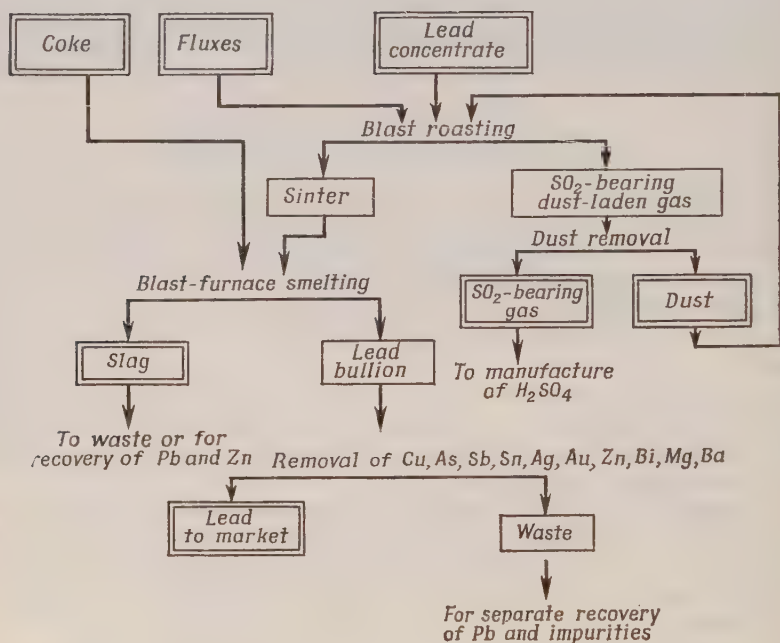 Coke
Fluxes
Lead
concentrate
Blast roasting
Sinter
SO₂-bearing
dust-laden gas
Dust removal
Blast-furnace smelting
SO₂-bearing
gas
Dust
Slag
Lead
bullion
To manufacture
of H₂SO₄
To waste or for
recovery of Pb and Zn
Removal of Cu, As, Sb, Sn, Ag, Au, Zn, Bi, Mg, Ba
Lead
to market
Waste
For separate recovery
of Pb and impurities